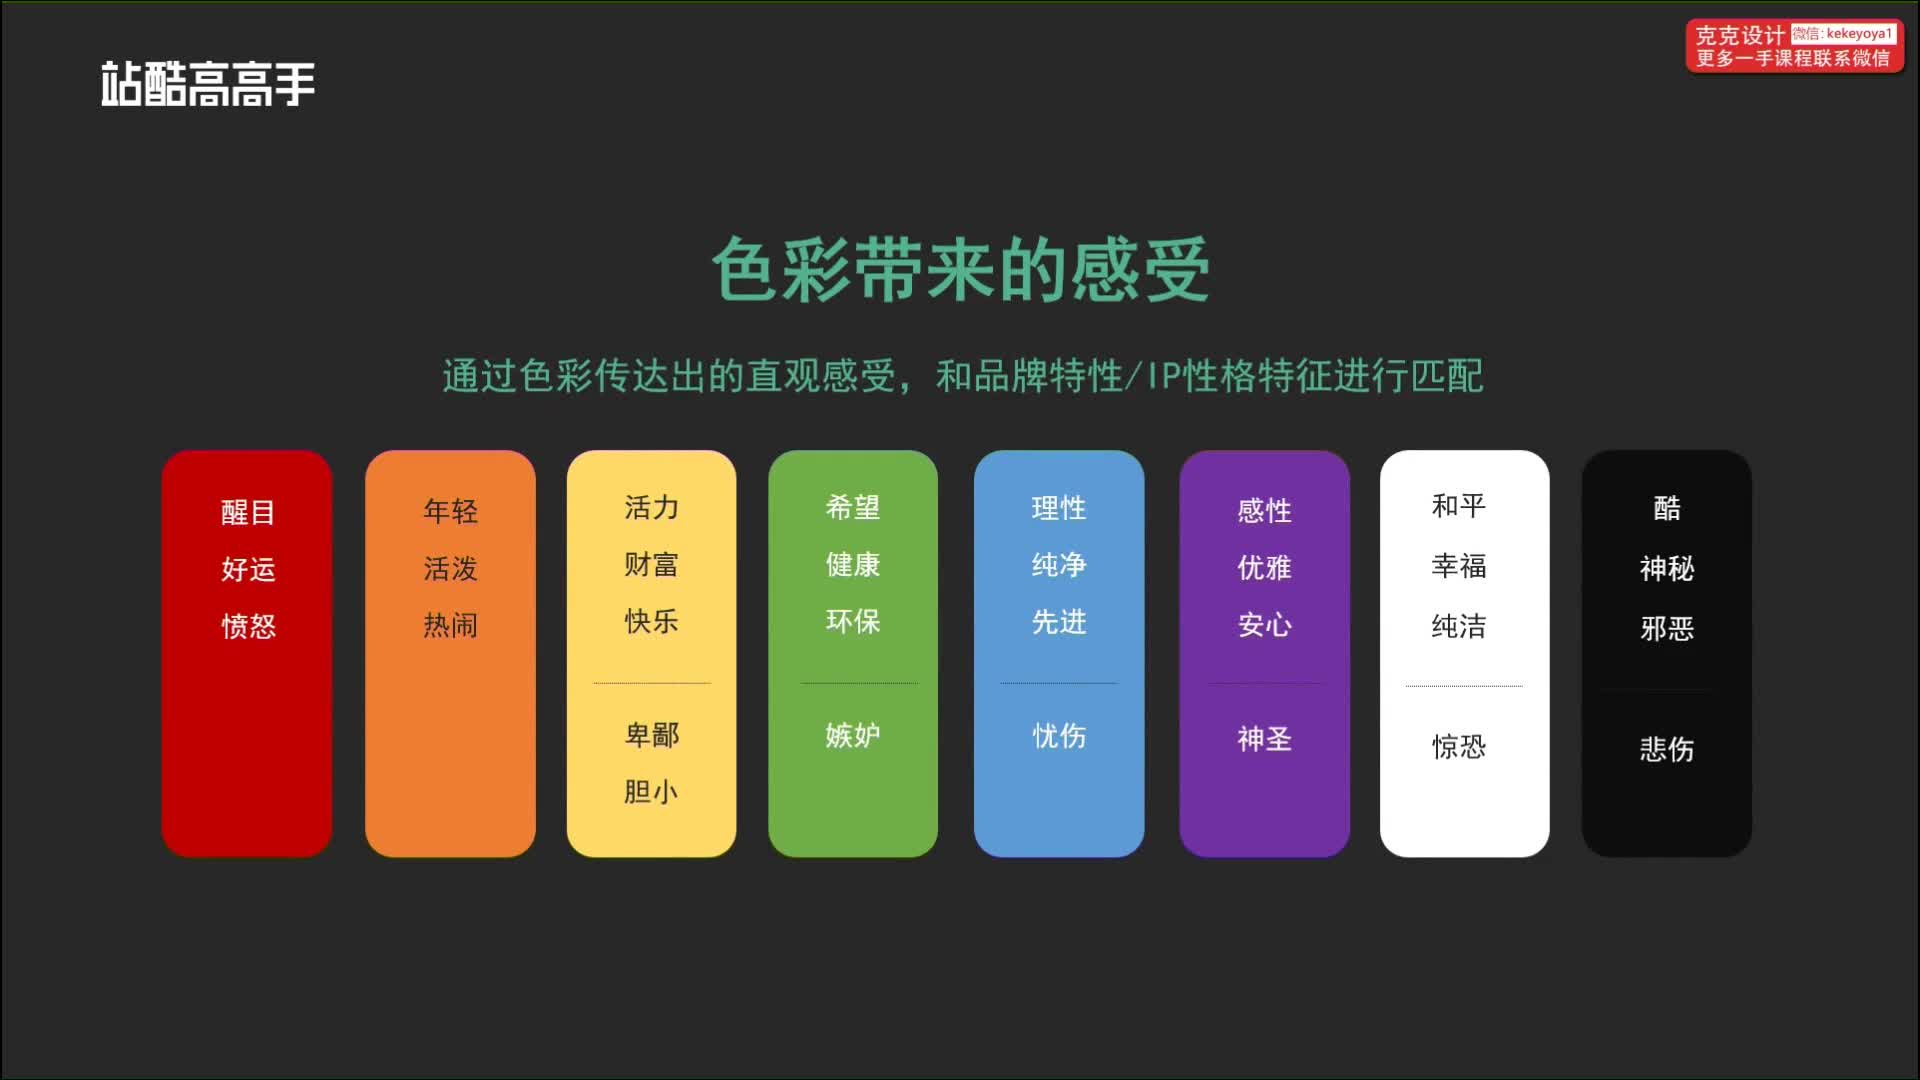 站酷高高手
克克设计 微信:kekeyoya1
更多一手课程联系微信
色彩带来的感受
通过色彩传达出的直观感受，和品牌特性/IP性格特征进行匹配
醒目
好运
愤怒
年轻
活泼
热闹
活力
财富
快乐
卑鄙
胆小
希望
健康
环保
嫉妒
理性
纯净
先进
忧伤
感性
优雅
安心
神圣
和平
幸福
纯洁
惊恐
酷
神秘
邪恶
悲伤